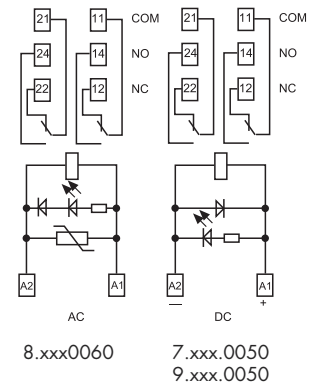 21 11 COM 21 11 COM
24 14 NO 24 14 NO
22 12 NC 22 12 NC
A2 A1 A2 A1
— +
AC DC
8.xxx0060 7.xxx.0050
9.xxx.0050